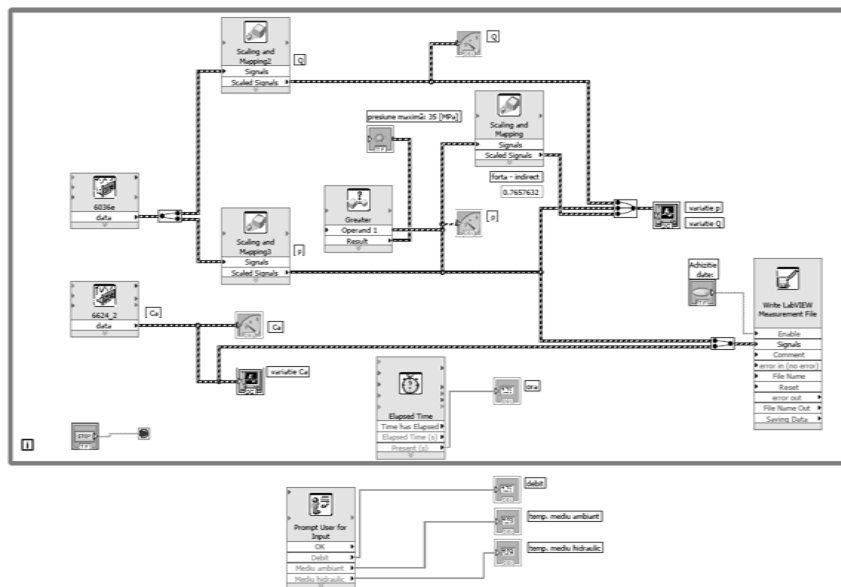 Scaling and
Mapping2
Signals
Scaled Signals
Q
Q
presiune maximă: 35 [MPa]
Scaling and
Mapping
Signals
Scaled Signals
forta - indirect
0.7657632
6036e
data
Greater
Operand 1
Result
Scaling and
Mapping3
Signals
Scaled Signals
p
p
variatie p
variatie Q
Achizitie
date:
Write LabVIEW
Measurement File
Enable
Signals
Comment
error in (no error)
File Name
Reset
error out
File Name Out
Saving Data
6624_2
data
Ca
Ca
variatie Ca
Elapsed Time
Time has Elapsed
Elapsed Time (s)
Present (s)
ora
STOP
i
Prompt User for
Input
OK
Debit
Mediu ambiant
Mediu hidraulic
debit
temp. mediu ambiant
temp. mediu hidraulic